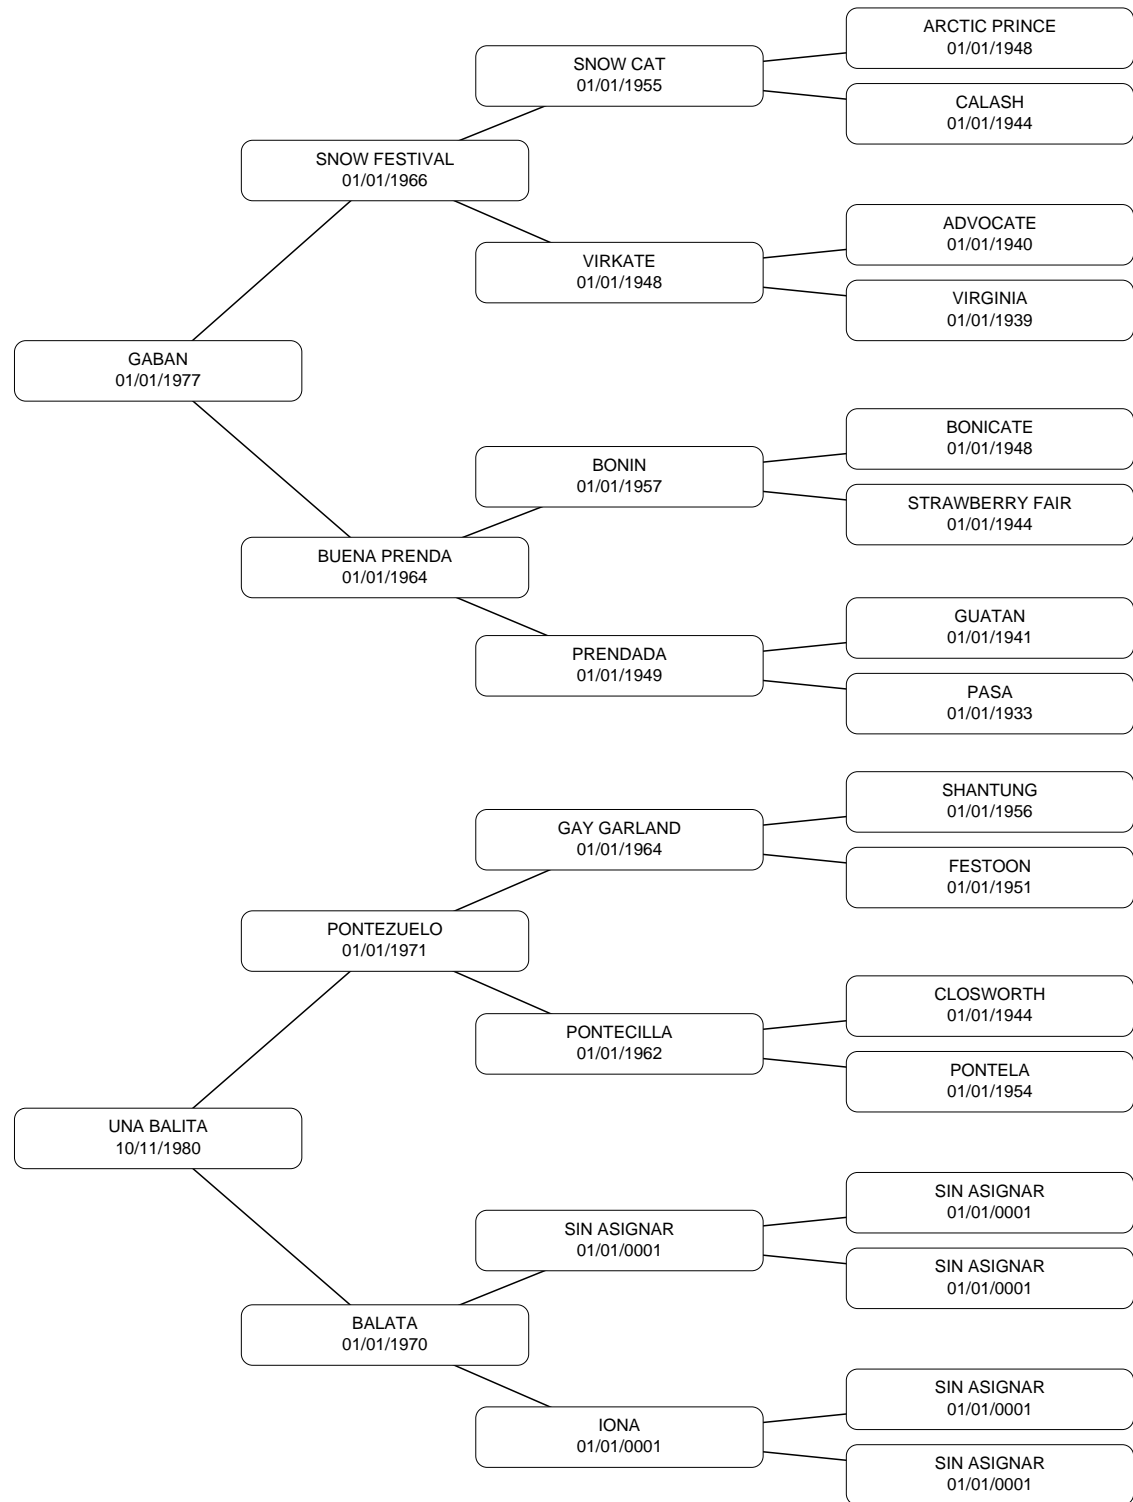 ARCTIC PRINCE
01/01/1948
SNOW CAT
01/01/1955
CALASH
01/01/1944
SNOW FESTIVAL
01/01/1966
ADVOCATE
01/01/1940
VIRKATE
01/01/1948
VIRGINIA
01/01/1939
GABAN
01/01/1977
BONICATE
01/01/1948
BONIN
01/01/1957
STRAWBERRY FAIR
01/01/1944
BUENA PRENDA
01/01/1964
GUATAN
01/01/1941
PRENDADA
01/01/1949
PASA
01/01/1933
SHANTUNG
01/01/1956
GAY GARLAND
01/01/1964
FESTOON
01/01/1951
PONTEZUELO
01/01/1971
CLOSWORTH
01/01/1944
PONTECILLA
01/01/1962
PONTELA
01/01/1954
UNA BALITA
10/11/1980
SIN ASIGNAR
01/01/0001
SIN ASIGNAR
01/01/0001
SIN ASIGNAR
01/01/0001
BALATA
01/01/1970
SIN ASIGNAR
01/01/0001
IONA
01/01/0001
SIN ASIGNAR
01/01/0001